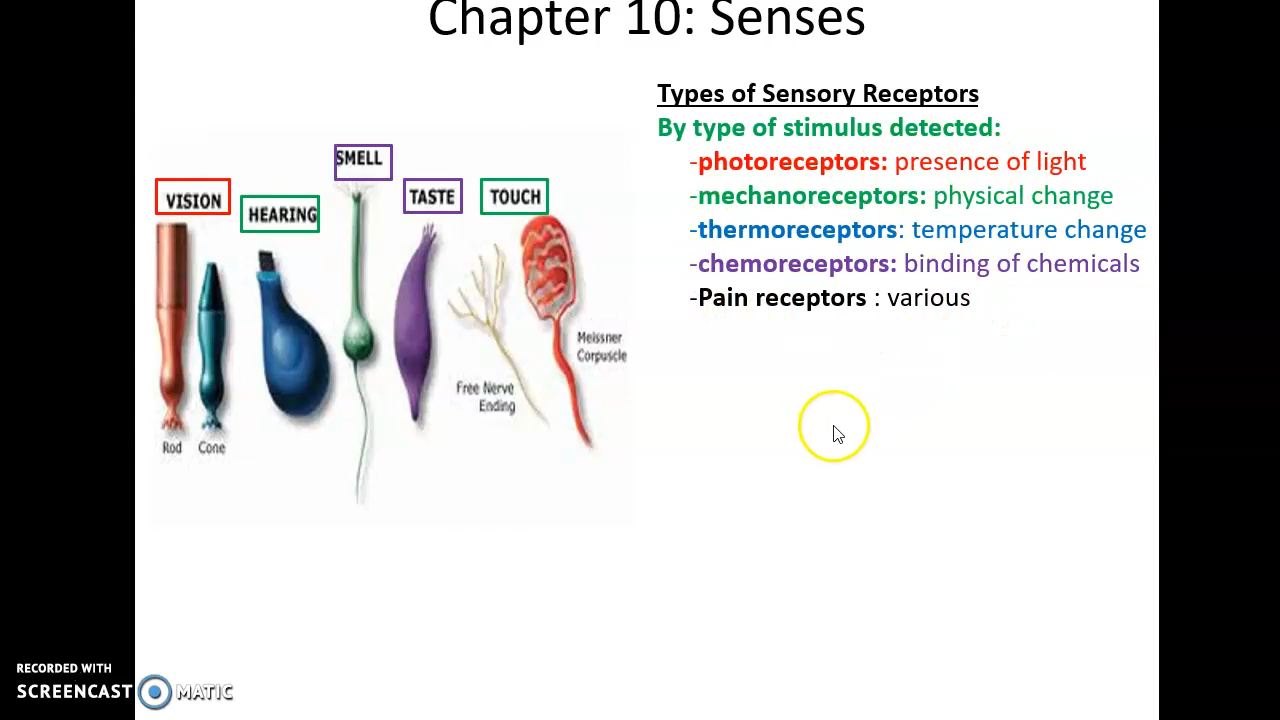 Chapter 10: Senses
Types of Sensory Receptors
By type of stimulus detected:
-photoreceptors: presence of light
-mechanoreceptors: physical change
-thermoreceptors: temperature change
-chemoreceptors: binding of chemicals
-Pain receptors : various
SMELL
VISION
HEARING
TASTE
TOUCH
Meissner
Corpuscle
Free Nerve
Ending
Rod
Cone
RECORDED WITH
SCREENCAST MATIC